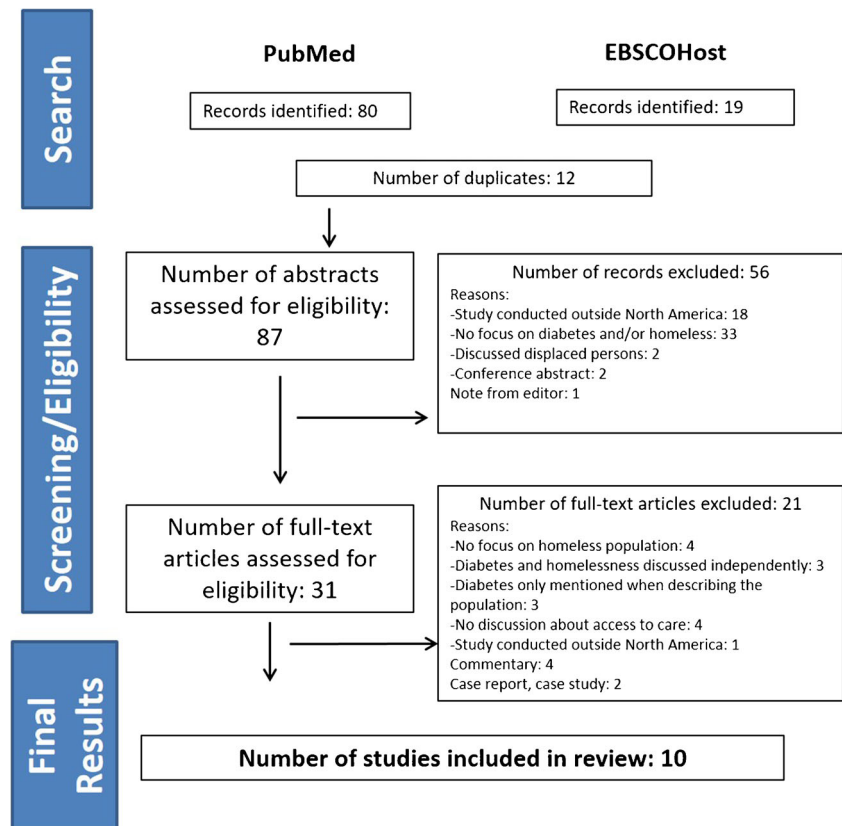 Search
PubMed
EBSCOHost
Records identified: 80
Records identified: 19
Number of duplicates: 12
Screening/Eligibility
Number of abstracts
assessed for eligibility:
87
Number of records excluded: 56
Reasons:
-Study conducted outside North America: 18
-No focus on diabetes and/or homeless: 33
-Discussed displaced persons: 2
-Conference abstract: 2
Note from editor: 1
Number of full-text
articles assessed for
eligibility: 31
Number of full-text articles excluded: 21
Reasons:
-No focus on homeless population: 4
-Diabetes and homelessness discussed independently: 3
-Diabetes only mentioned when describing the
population: 3
-No discussion about access to care: 4
-Study conducted outside North America: 1
Commentary: 4
Case report, case study: 2
Final
Results
Number of studies included in review: 10